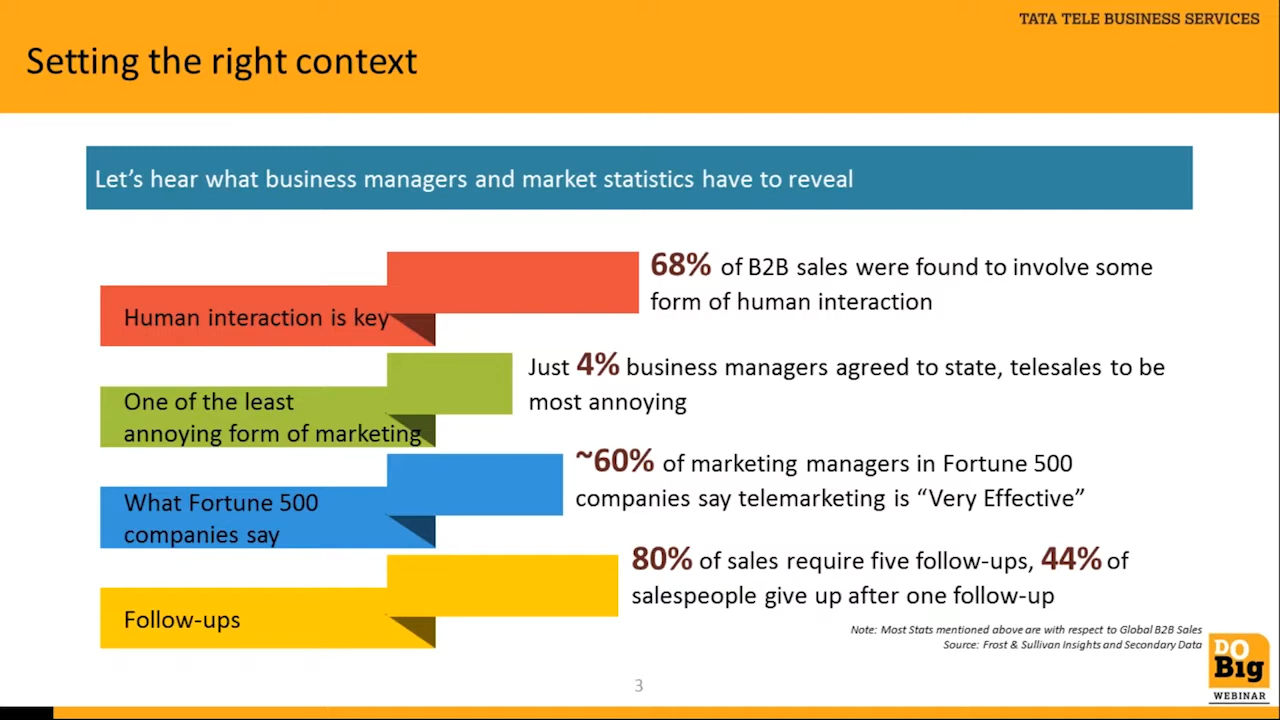 TATA TELE BUSINESS SERVICES
Setting the right context
Let's hear what business managers and market statistics have to reveal
Human interaction is key
68% of B2B sales were found to involve some
form of human interaction
One of the least
annoying form of marketing
Just 4% business managers agreed to state, telesales to be
most annoying
What Fortune 500
companies say
~60% of marketing managers in Fortune 500
companies say telemarketing is “Very Effective”
Follow-ups
80% of sales require five follow-ups, 44% of
salespeople give up after one follow-up
Note: Most Stats mentioned above are with respect to Global B2B Sales
Source: Frost & Sullivan Insights and Secondary Data
3
DO
Big
WEBINAR